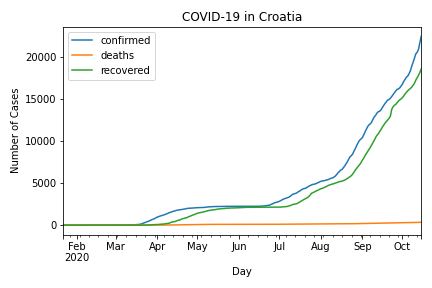 COVID-19 in Croatia
confirmed
deaths
recovered
Number of Cases
20000
15000
10000
5000
0
Feb Mar Apr May Jun Jul Aug Sep Oct
2020
Day